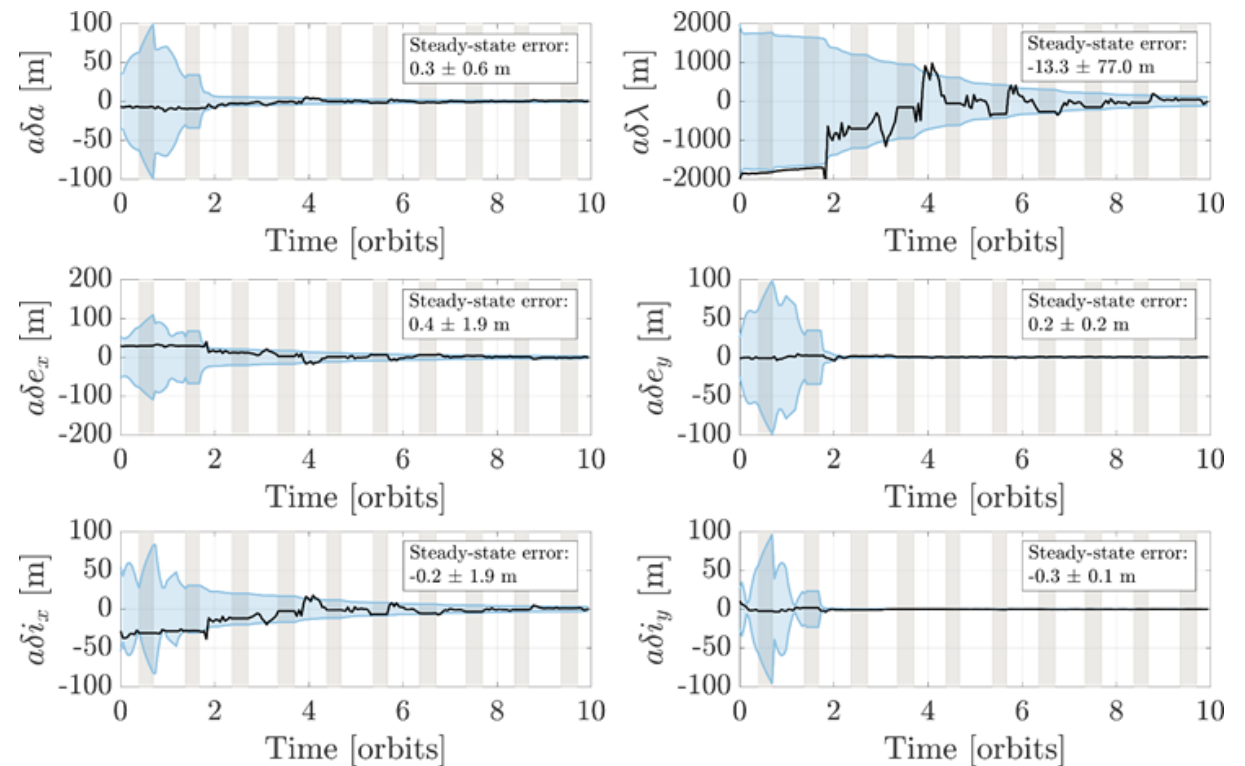 100
50
0
-50
-100
aδa [m]
Steady-state error:
0.3 ± 0.6 m
0 2 4 6 8 10
Time [orbits]
2000
1000
0
-1000
-2000
aδλ [m]
Steady-state error:
-13.3 ± 77.0 m
0 2 4 6 8 10
Time [orbits]
200
100
0
-100
-200
aδeₓ [m]
Steady-state error:
0.4 ± 1.9 m
0 2 4 6 8 10
Time [orbits]
100
50
0
-50
-100
aδe_y [m]
Steady-state error:
0.2 ± 0.2 m
0 2 4 6 8 10
Time [orbits]
100
50
0
-50
-100
aδiₓ [m]
Steady-state error:
-0.2 ± 1.9 m
0 2 4 6 8 10
Time [orbits]
100
50
0
-50
-100
aδi_y [m]
Steady-state error:
-0.3 ± 0.1 m
0 2 4 6 8 10
Time [orbits]